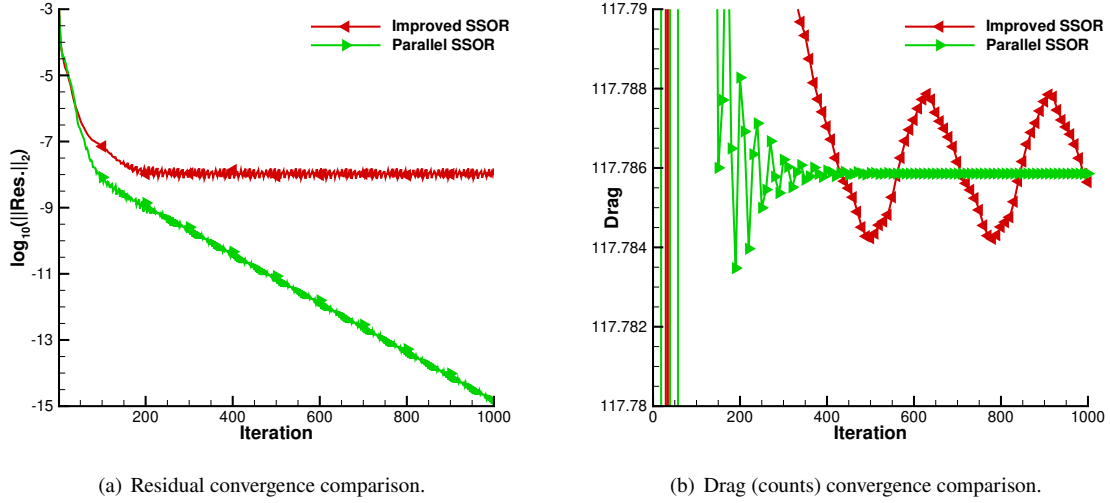 -3
-5
-7
-9
-11
-13
-15
200
400
600
800
1000
log10(||Res.||2)
Iteration
Improved SSOR
Parallel SSOR
(a) Residual convergence comparison.
117.79
117.788
117.786
117.784
117.782
117.78
0
200
400
600
800
1000
Drag
Iteration
Improved SSOR
Parallel SSOR
(b) Drag (counts) convergence comparison.